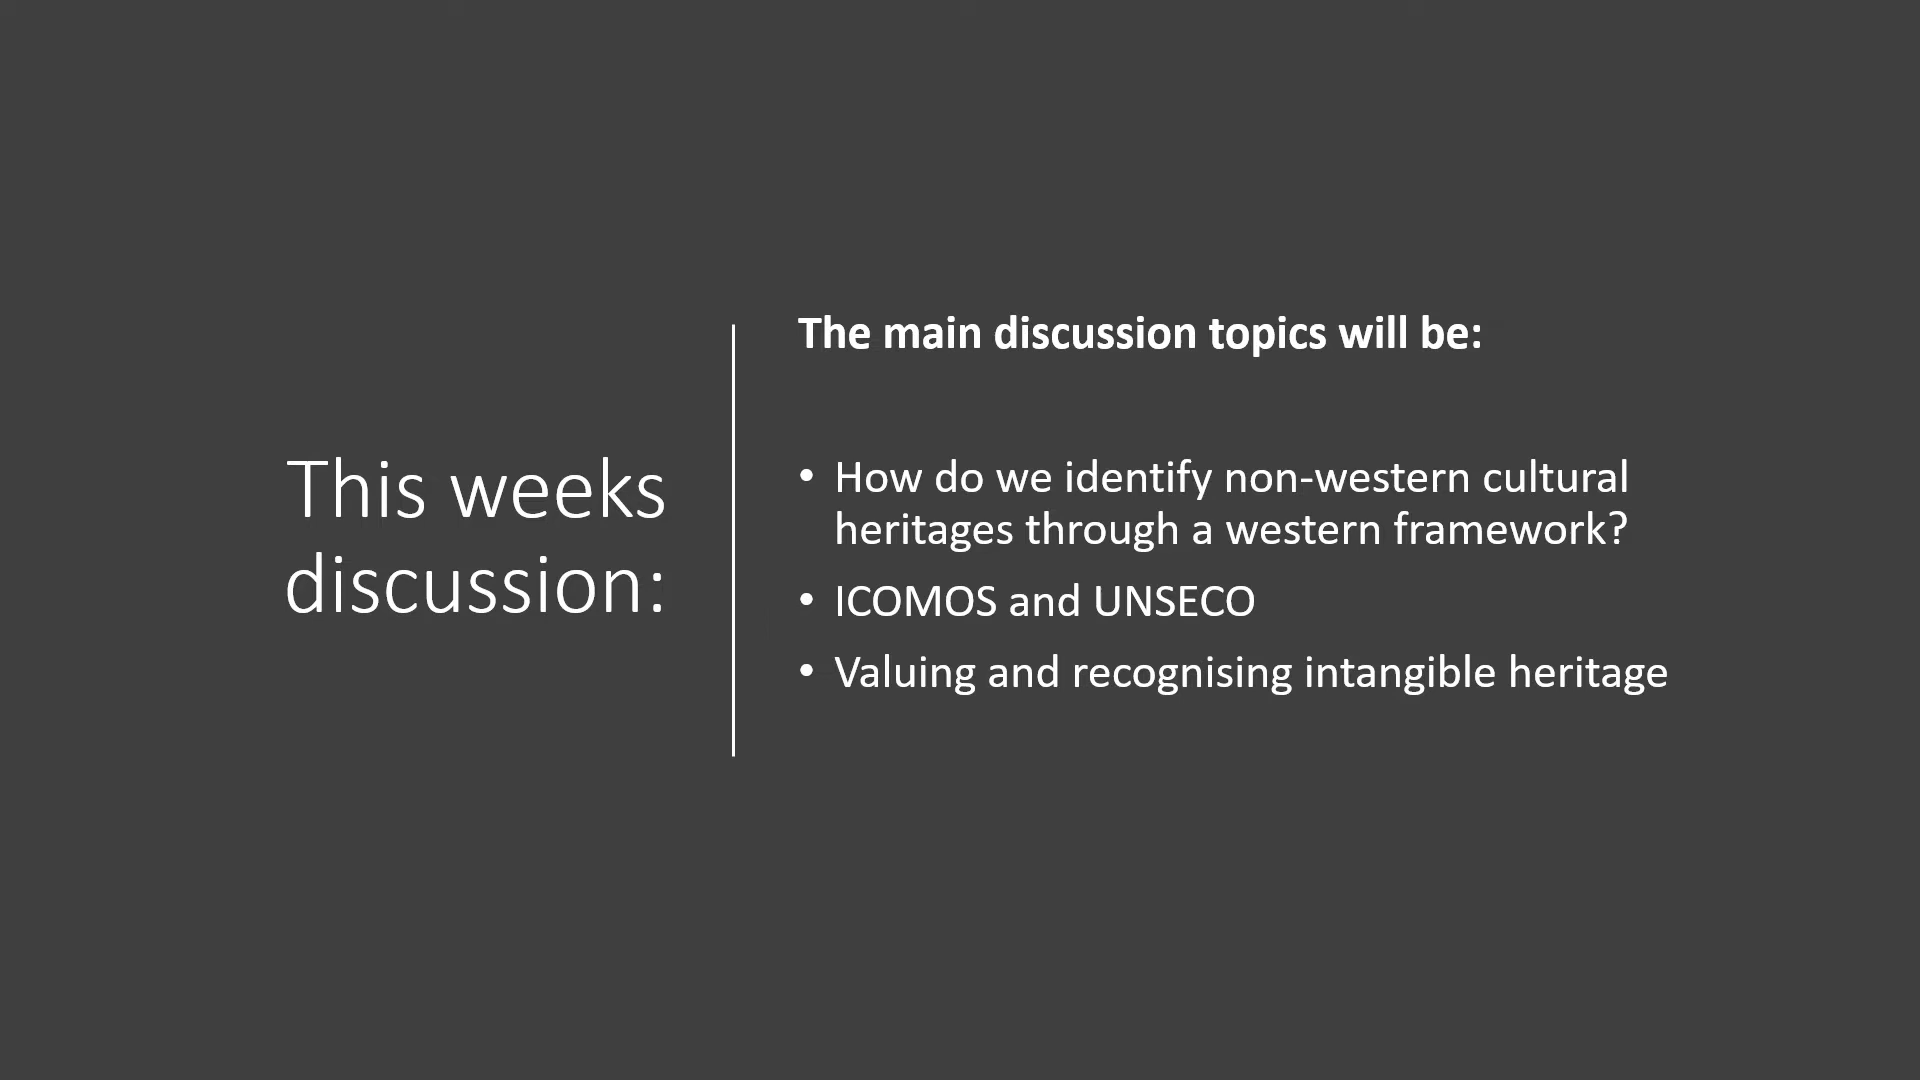 This weeks
discussion:
The main discussion topics will be:
• How do we identify non-western cultural
heritages through a western framework?
• ICOMOS and UNSECO
• Valuing and recognising intangible heritage